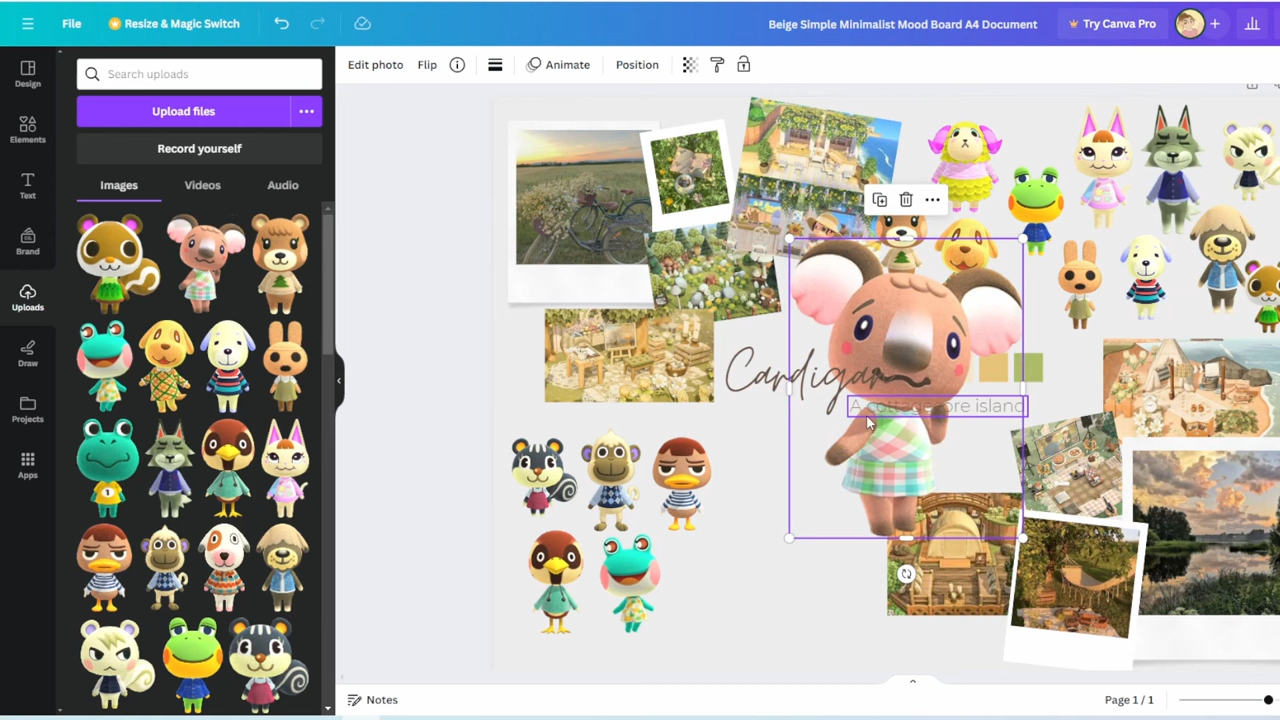 File
Resize & Magic Switch
Beige Simple Minimalist Mood Board A4 Document
Try Canva Pro
Design
Elements
Text
Brand
Uploads
Draw
Projects
Apps
Search uploads
Upload files
Record yourself
Images
Videos
Audio
Edit photo
Flip
Animate
Position
Cardigan
A cottagecore island
Notes
Page 1 / 1